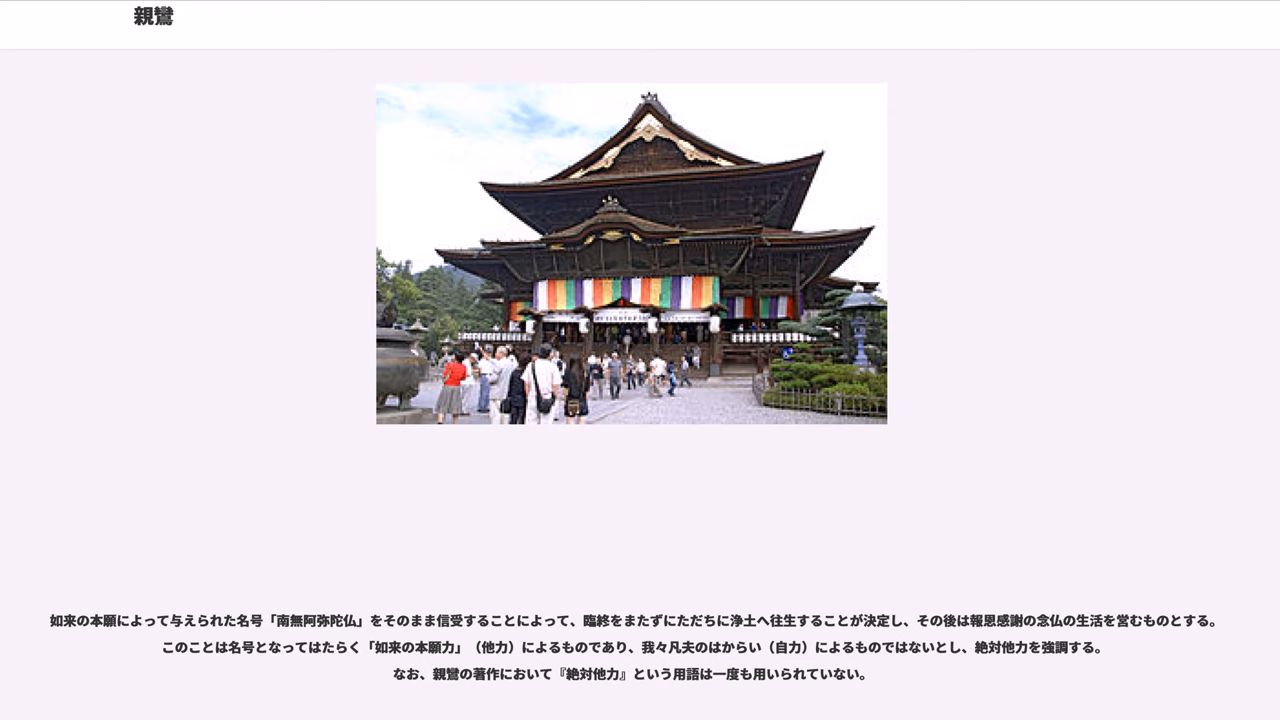 親鸞
如来の本願によって与えられた名号「南無阿弥陀仏」をそのまま信受することによって、臨終をまたずにただちに浄土へ往生することが決定し、その後は報恩感謝の念仏の生活を営むものとする。
このことは名号となってはたらく「如来の本願力」（他力）によるものであり、我々凡夫のはからい（自力）によるものではないとし、絶対他力を強調する。
なお、親鸞の著作において『絶対他力』という用語は一度も用いられていない。